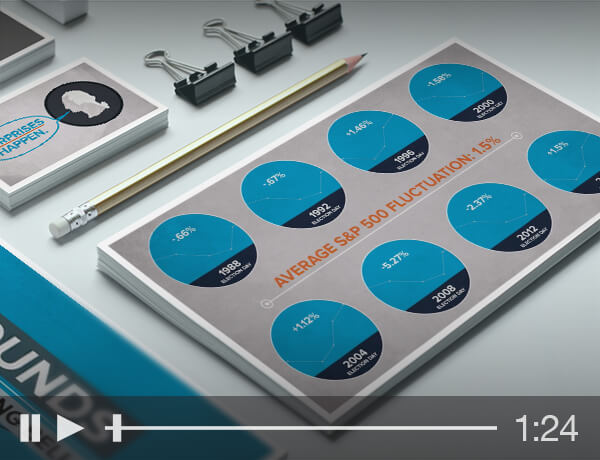 RPRISES
HAPPEN.
-.66%
1988
ELECTION DAY
-.67%
1992
ELECTION DAY
+1.46%
1996
ELECTION DAY
-1.58%
2000
ELECTION DAY
AVERAGE S&P 500 FLUCTUATION: 1.5%
+1.12%
2004
ELECTION DAY
-5.27%
2008
ELECTION DAY
-2.37%
2012
ELECTION DAY
+1.5%
OUNDS
1:24